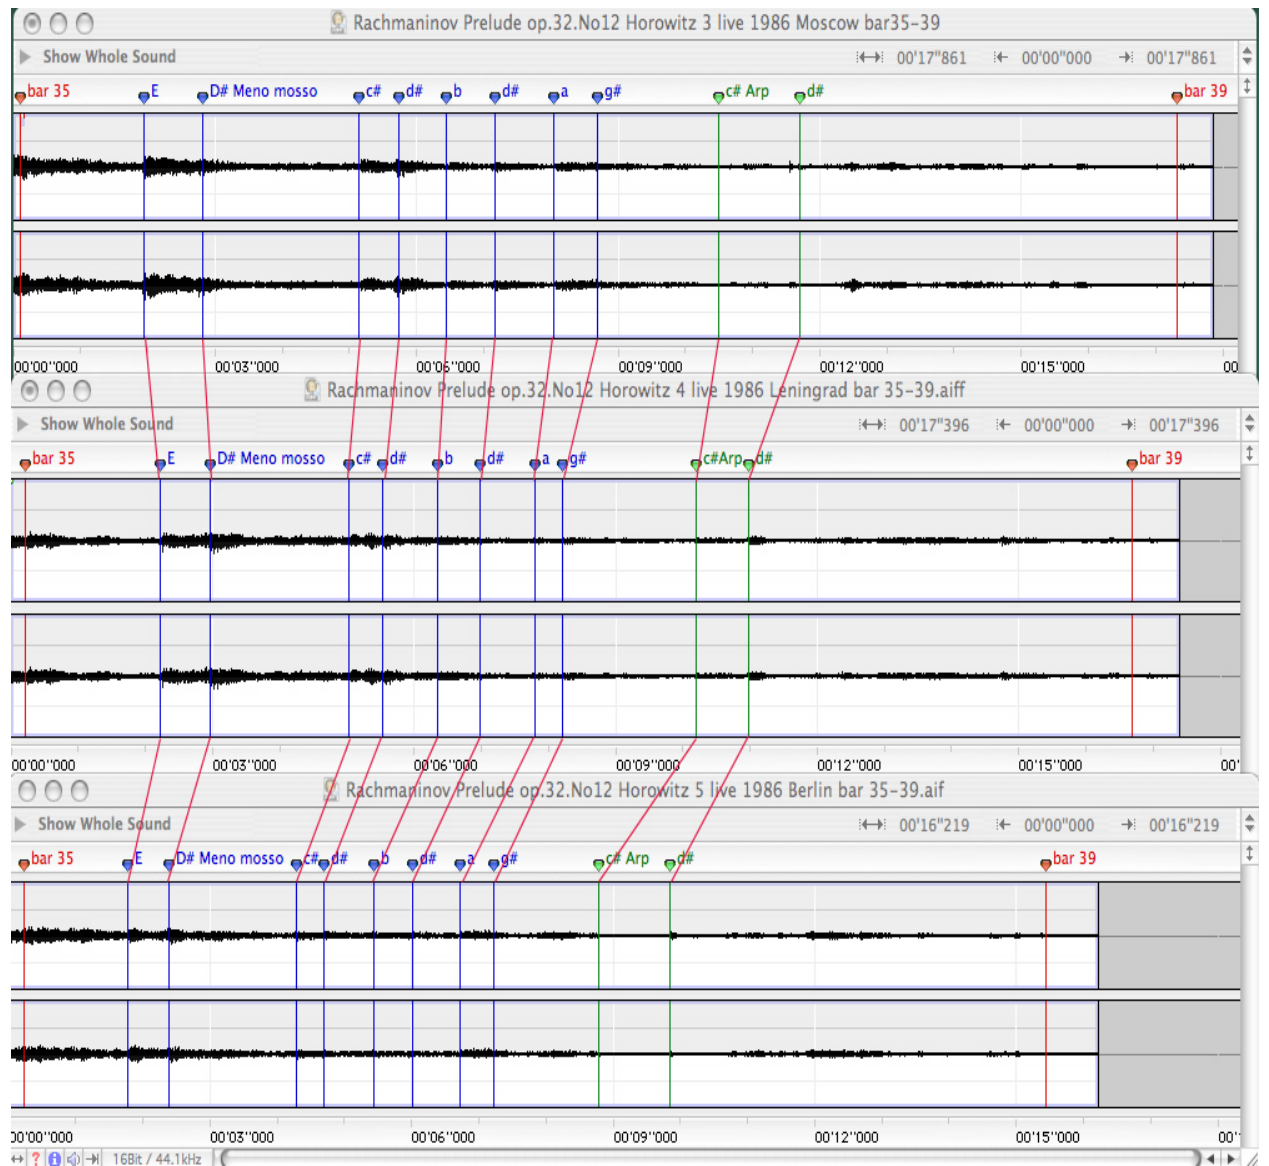 Rachmaninov Prelude op.32.No12 Horowitz 3 live 1986 Moscow bar35-39
Show Whole Sound 00'17"861 00'00"000 00'17"861
bar 35 E D# Meno mosso c# d# b d# a g# c# Arp d# bar 39
00'00"000 00'03"000 00'06"000 00'09"000 00'12"000 00'15"000 00
Rachmaninov Prelude op.32.No12 Horowitz 4 live 1986 Leningrad bar 35-39.aiff
Show Whole Sound 00'17"396 00'00"000 00'17"396
bar 35 E D# Meno mosso c# d# b d# a g# c#Arp d# bar 39
00'00"000 00'03"000 00'06"000 00'09"000 00'12"000 00'15"000 00'
Rachmaninov Prelude op.32.No12 Horowitz 5 live 1986 Berlin bar 35-39.aif
Show Whole Sound 00'16"219 00'00"000 00'16"219
bar 35 E D# Meno mosso c# d# b d# a g# c# Arp d# bar 39
00'00"000 00'03"000 00'06"000 00'09"000 00'12"000 00'15"000 00'
16Bit / 44.1kHz